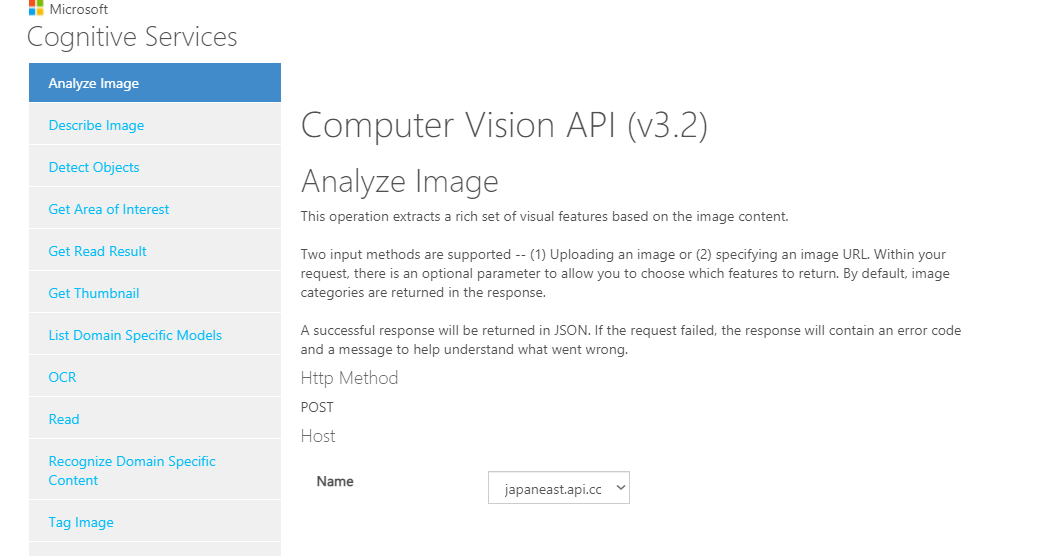 Microsoft
Cognitive Services
Analyze Image
Describe Image
Detect Objects
Get Area of Interest
Get Read Result
Get Thumbnail
List Domain Specific Models
OCR
Read
Recognize Domain Specific
Content
Tag Image
Computer Vision API (v3.2)
Analyze Image
This operation extracts a rich set of visual features based on the image content.
Two input methods are supported -- (1) Uploading an image or (2) specifying an image URL. Within your
request, there is an optional parameter to allow you to choose which features to return. By default, image
categories are returned in the response.
A successful response will be returned in JSON. If the request failed, the response will contain an error code
and a message to help understand what went wrong.
Http Method
POST
Host
Name
japaneast.api.cc